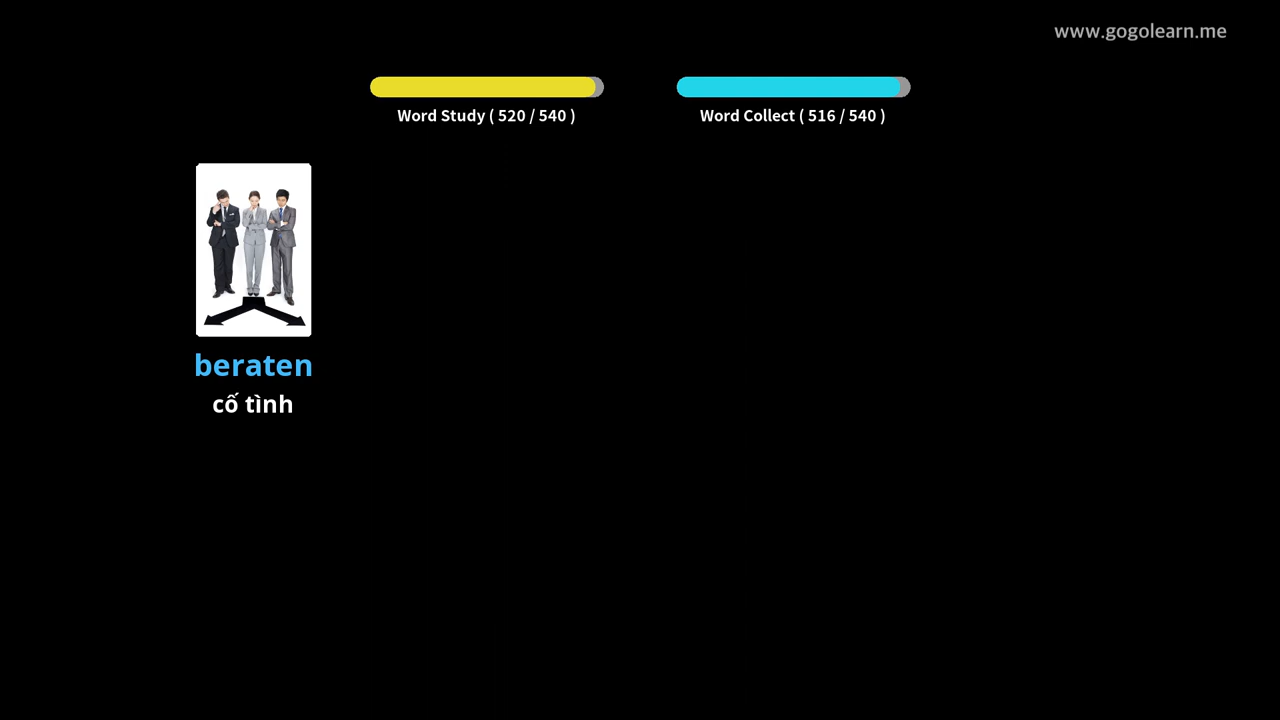 www.gogolearn.me
Word Study ( 520 / 540 )
Word Collect ( 516 / 540 )
beraten
cố tình